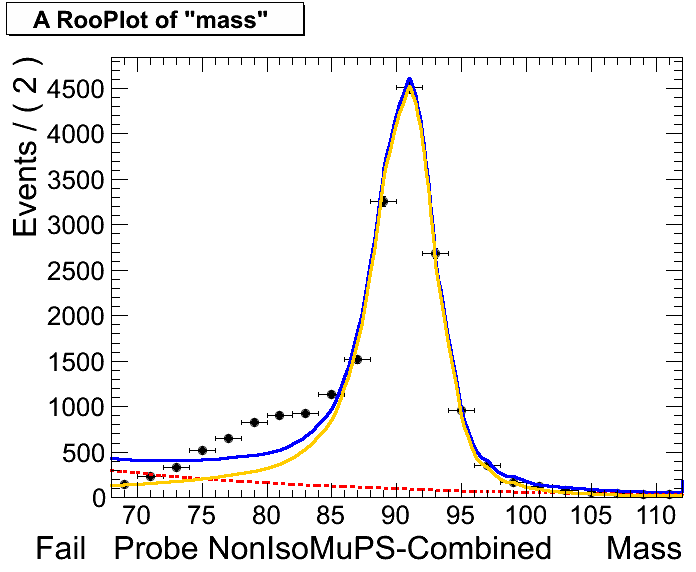 A RooPlot of "mass"
Events / ( 2 )
4500
4000
3500
3000
2500
2000
1500
1000
500
0
70 75 80 85 90 95 100 105 110
Fail Probe NonIsoMuPS-Combined Mass